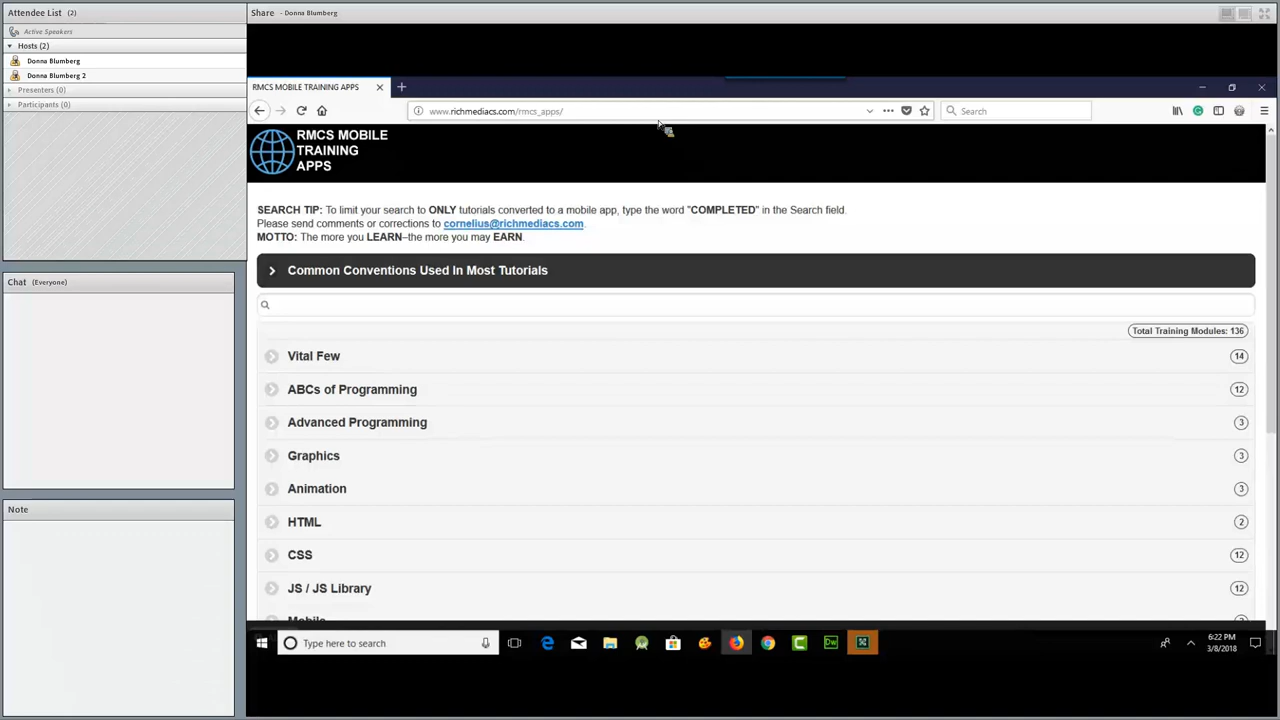 Attendee List (2)
Active Speakers
Hosts (2)
Donna Blumberg
Donna Blumberg 2
Presenters (0)
Participants (0)
Chat (Everyone)
Note
Share - Donna Blumberg
RMCS MOBILE TRAINING APPS
www.richmediacs.com/rmcs_apps/
Search
RMCS MOBILE
TRAINING
APPS
SEARCH TIP: To limit your search to ONLY tutorials converted to a mobile app, type the word "COMPLETED" in the Search field.
Please send comments or corrections to cornelius@richmediacs.com.
MOTTO: The more you LEARN–the more you may EARN.
Common Conventions Used In Most Tutorials
Total Training Modules: 136
Vital Few 14
ABCs of Programming 12
Advanced Programming 3
Graphics 3
Animation 3
HTML 2
CSS 12
JS / JS Library 12
Mobile
Type here to search
Dw
6:22 PM
3/8/2018